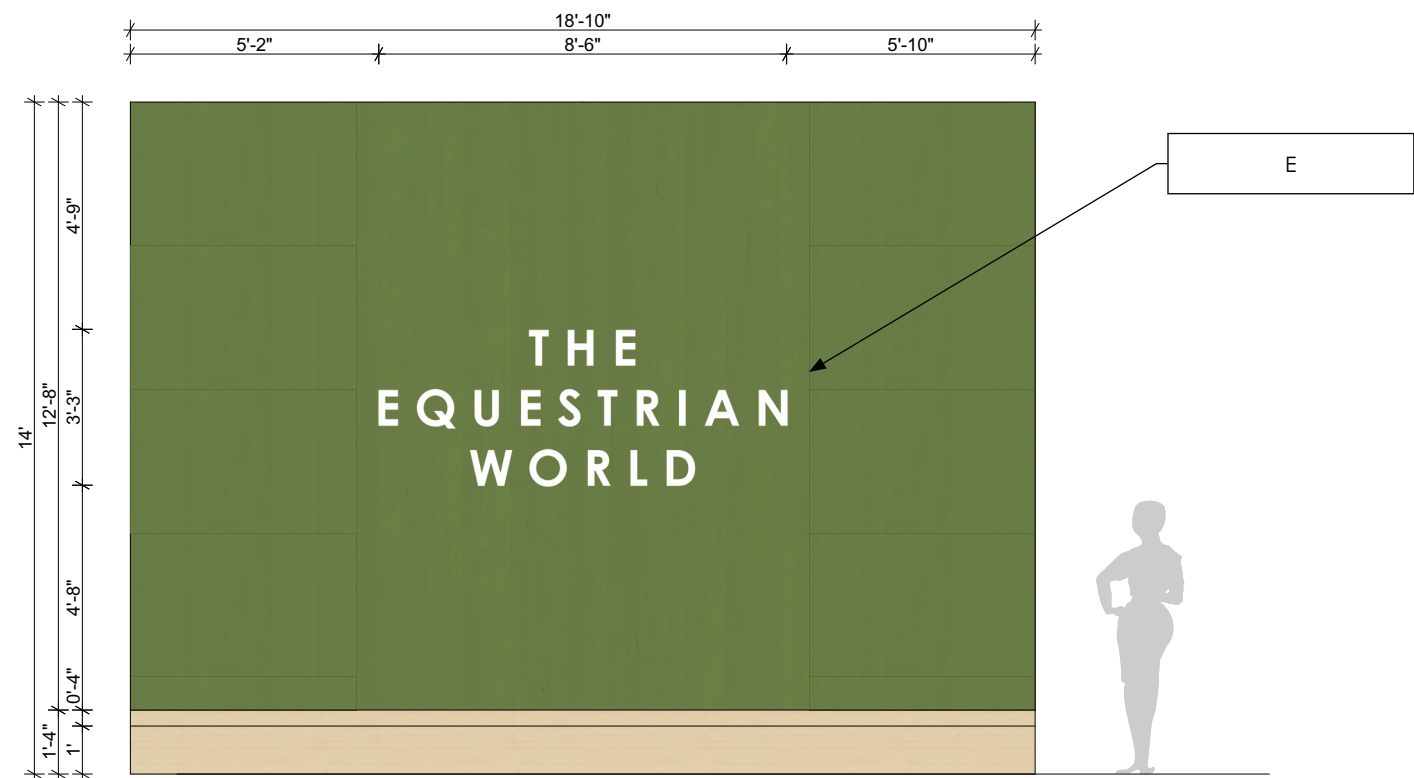 18'-10"
5'-2" 8'-6" 5'-10"
E
4'-9"
THE
12'-8"
3'-3"
EQUESTRIAN
14'
WORLD
4'-8"
0'-4"
1'-4"
1'